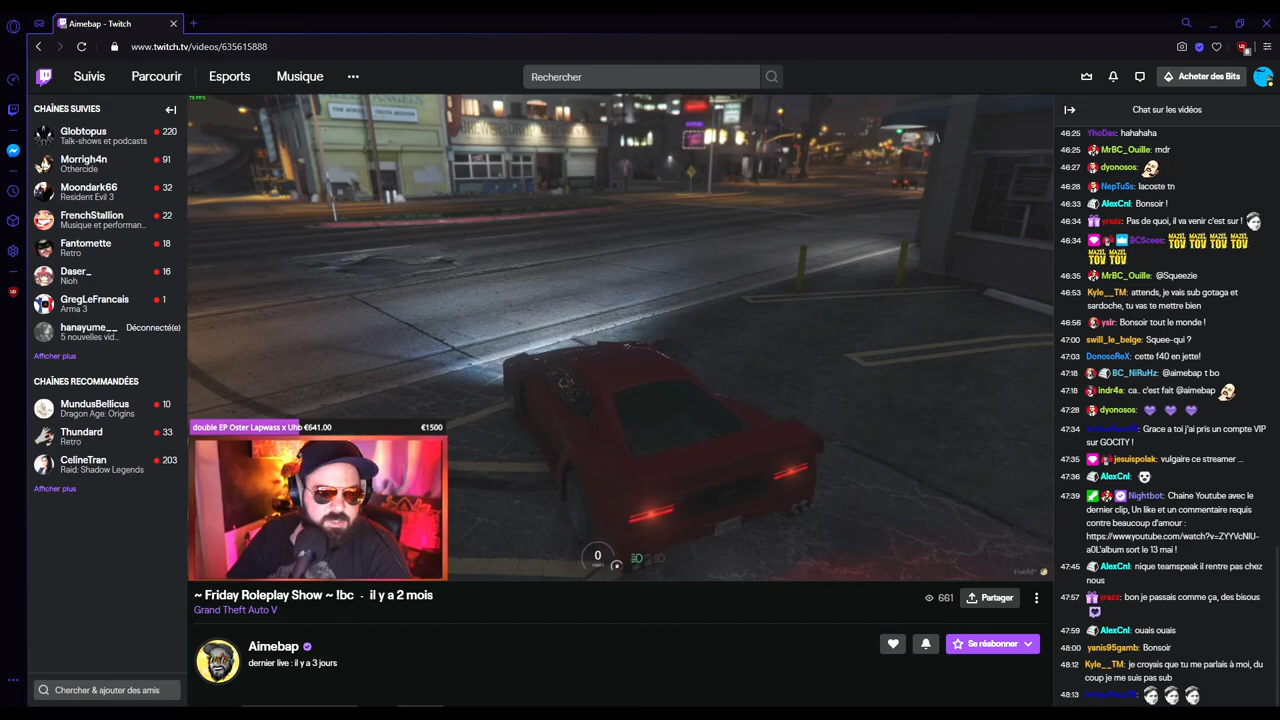 Aimebap - Twitch
www.twitch.tv/videos/635615888
Suivis
Parcourir
Esports
Musique
Rechercher
Acheter des Bits
CHAÎNES SUIVIES
Globtopus
220
Talk-shows et podcasts
Morrigh4n
91
Othercide
Moondark66
32
Resident Evil 3
FrenchStallion
22
Musique et performan...
Fantomette
18
Retro
Daser_
16
Nioh
GregLeFrancais
1
Arma 3
hanayume__
Déconnecté(e)
5 nouvelles vid...
Afficher plus
CHAÎNES RECOMMANDÉES
MundusBellicus
10
Dragon Age: Origins
Thundard
33
Retro
CelineTran
203
Raid: Shadow Legends
Afficher plus
Chercher & ajouter des amis
78 FPS
double EP Oster Lapwass x Uhb €641.00
€1500
0
FiveM
~ Friday Roleplay Show ~ !bc - il y a 2 mois
Grand Theft Auto V
661
Partager
Aimebap
dernier live : il y a 3 jours
Se réabonner
Chat sur les vidéos
46:25 YhoDas: hahahaha
46:25 MrBC_Ouille: mdr
46:27 dyonosos:
46:28 NepTuSs: lacoste tn
46:33 AlexCnl: Bonsoir !
46:34 yrazz: Pas de quoi, il va venir c'est sur !
46:34 BCScees: MAZEL TOV MAZEL TOV MAZEL TOV MAZEL TOV
MAZEL TOV MAZEL TOV
46:35 MrBC_Ouille: @Squeezie
46:53 Kyle__TM: attends, je vais sub gotaga et
sardoche, tu vas te mettre bien
46:56 yslr: Bonsoir tout le monde !
47:00 swill_le_belge: Squee-qui ?
47:03 DonosoReX: cette f40 en jette!
47:18 BC_NiRuHz: @aimebap t bo
47:18 indr4a: ca.. c'est fait @aimebap
47:28 dyonosos:
47:34 : Grace a toi j'ai pris un compte VIP
sur GOCITY !
47:35 jesuispolak: vulgaire ce streamer ...
47:36 AlexCnl:
47:39 Nightbot: Chaine Youtube avec le
dernier clip, Un like et un commentaire requis
contre beaucoup d'amour :
https://www.youtube.com/watch?v=ZYYVcNIU-
a0L'album sort le 13 mai !
47:45 AlexCnl: nique teamspeak il rentre pas chez
nous
47:57 yrazz: bon je passais comme ça, des bisous
47:59 AlexCnl: ouais ouais
48:00 yanis95gamb: Bonsoir
48:12 Kyle__TM: je croyais que tu me parlais à moi, du
coup je me suis pas sub
48:13